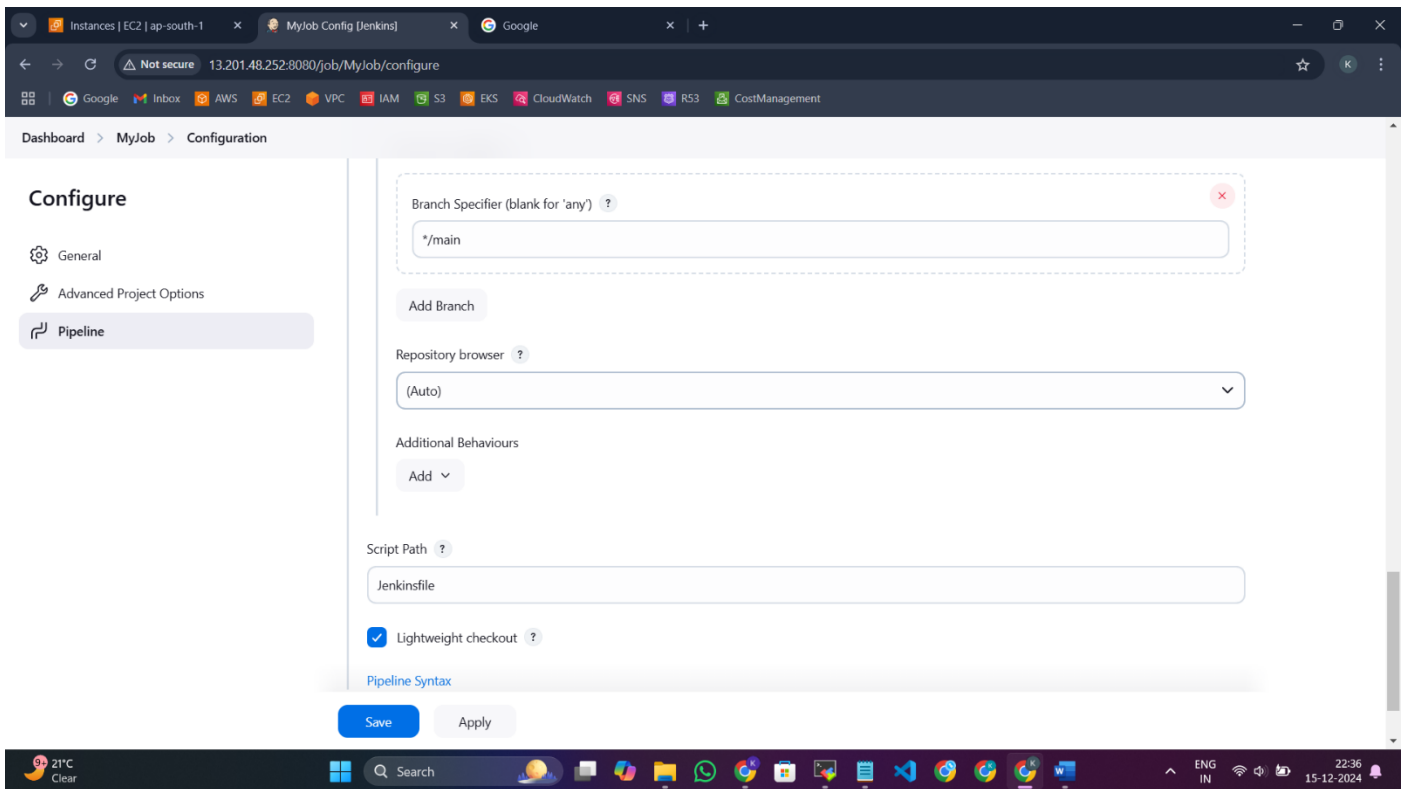 Instances | EC2 | ap-south-1
MyJob Config [Jenkins]
Google
Not secure 13.201.48.252:8080/job/MyJob/configure
K
Google Inbox AWS EC2 VPC IAM S3 EKS CloudWatch SNS R53 CostManagement
Dashboard > MyJob > Configuration
Configure
General
Advanced Project Options
Pipeline
Branch Specifier (blank for 'any') ?
*/main
Add Branch
Repository browser ?
(Auto)
Additional Behaviours
Add
Script Path ?
Jenkinsfile
Lightweight checkout ?
Pipeline Syntax
Save Apply
9+ 21°C
Clear
Search
ENG
IN
22:36
15-12-2024